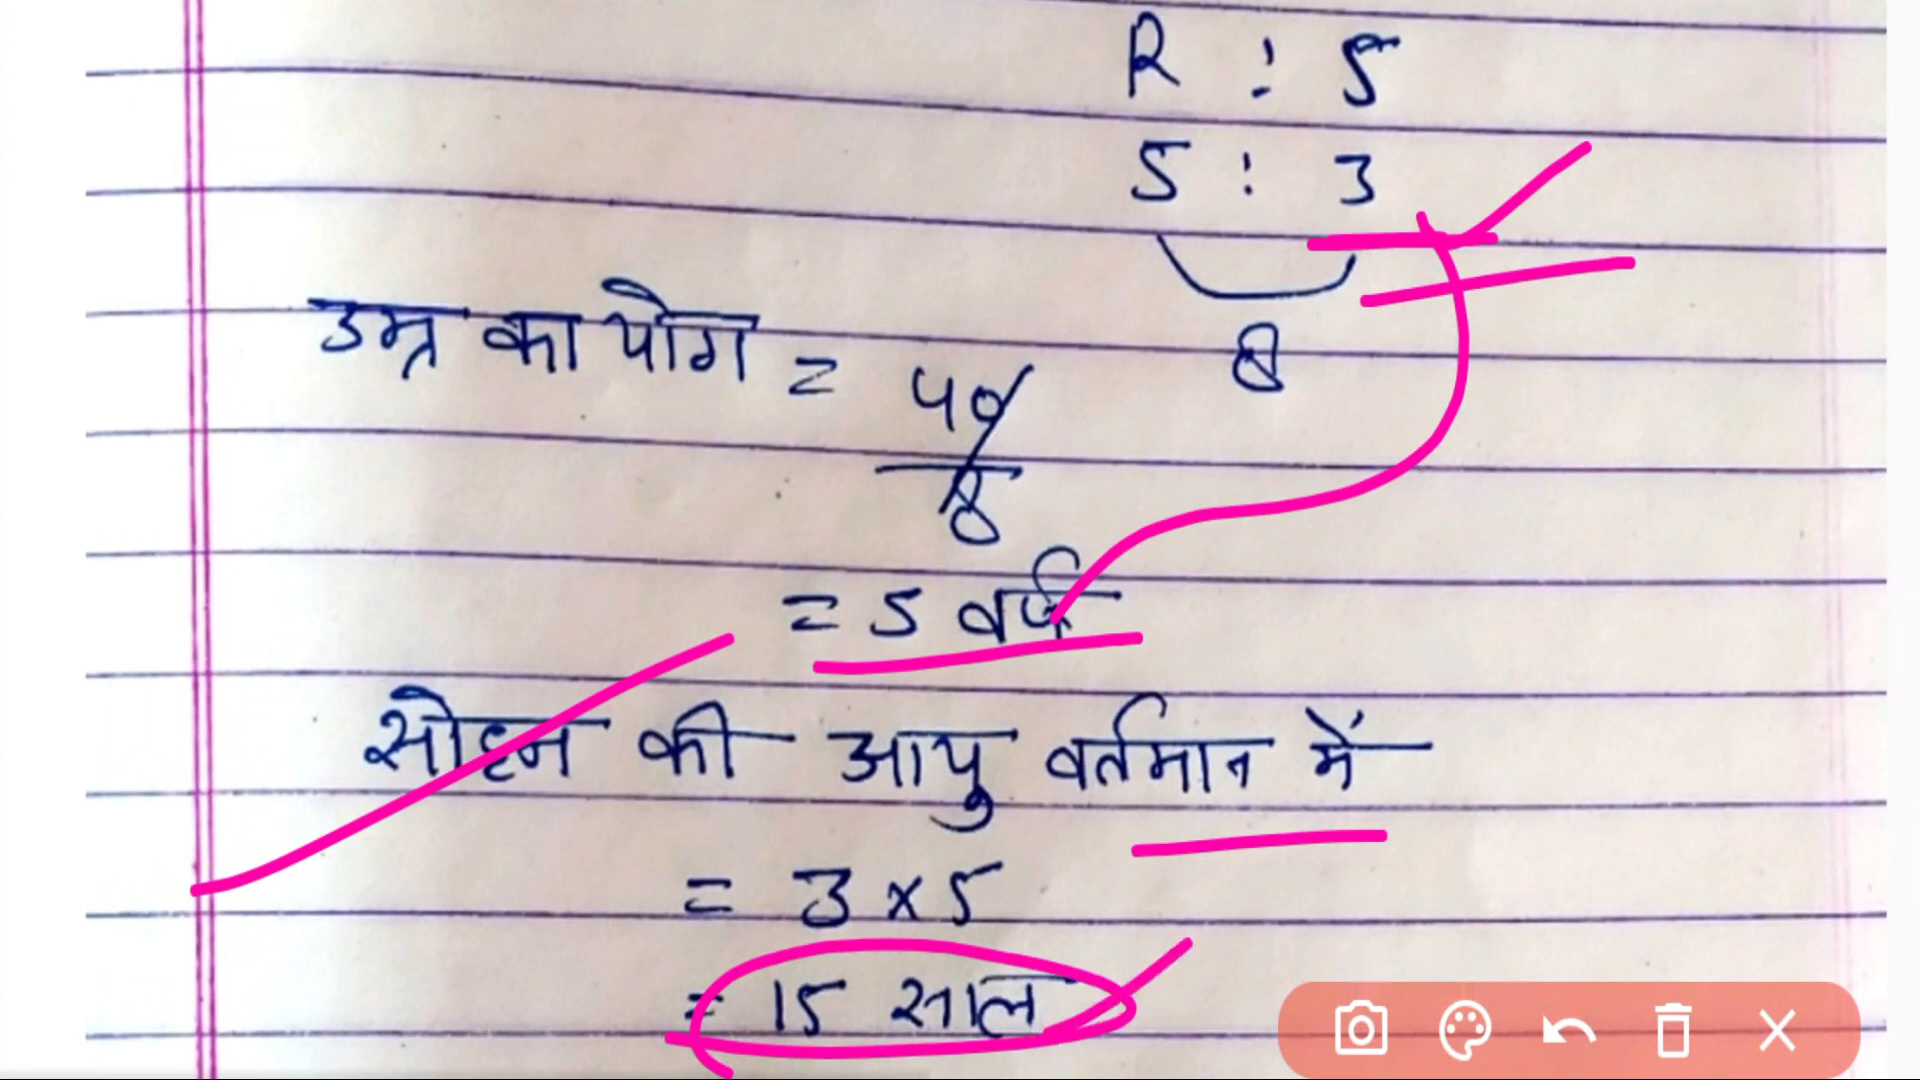 R : 5
S : 3
8
उम्र का योग = 40
8
= 5 वर्ष
सोहन की आयु वर्तमान में
= 3 × 5
= 15 साल